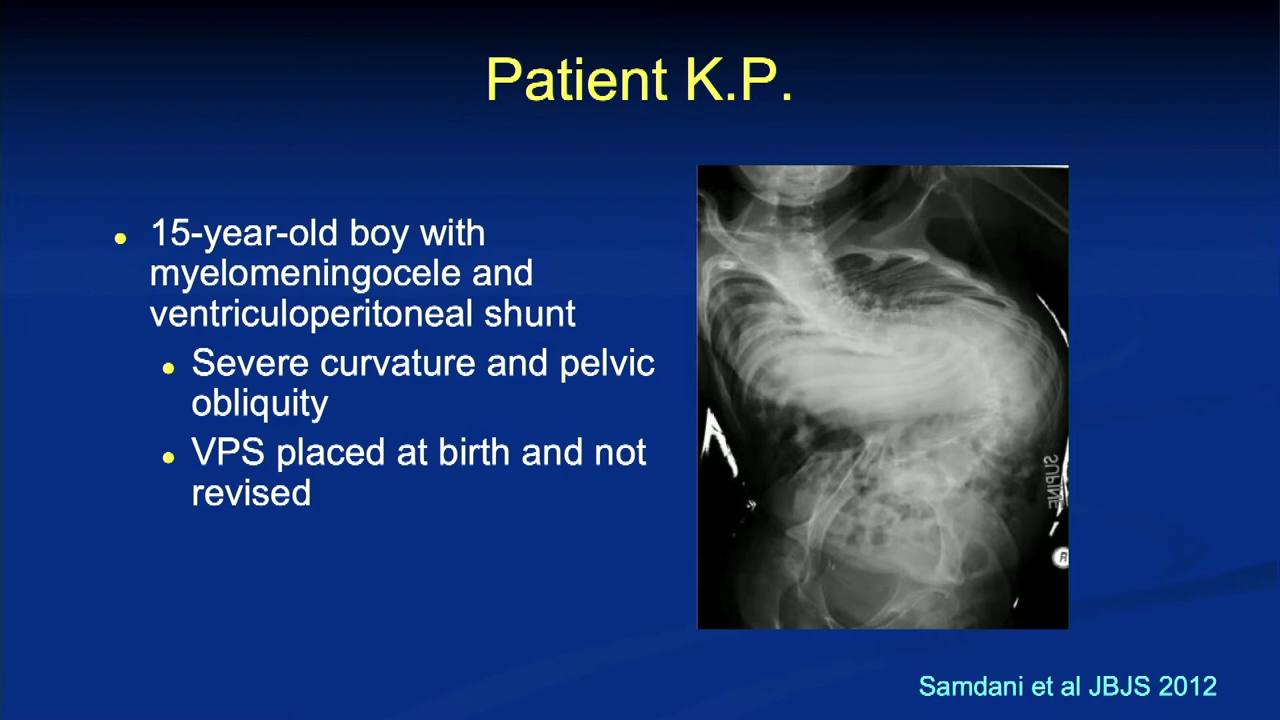 Patient K.P.
15-year-old boy with
myelomeningocele and
ventriculoperitoneal shunt
Severe curvature and pelvic
obliquity
VPS placed at birth and not
revised
SUPINE
R
Samdani et al JBJS 2012